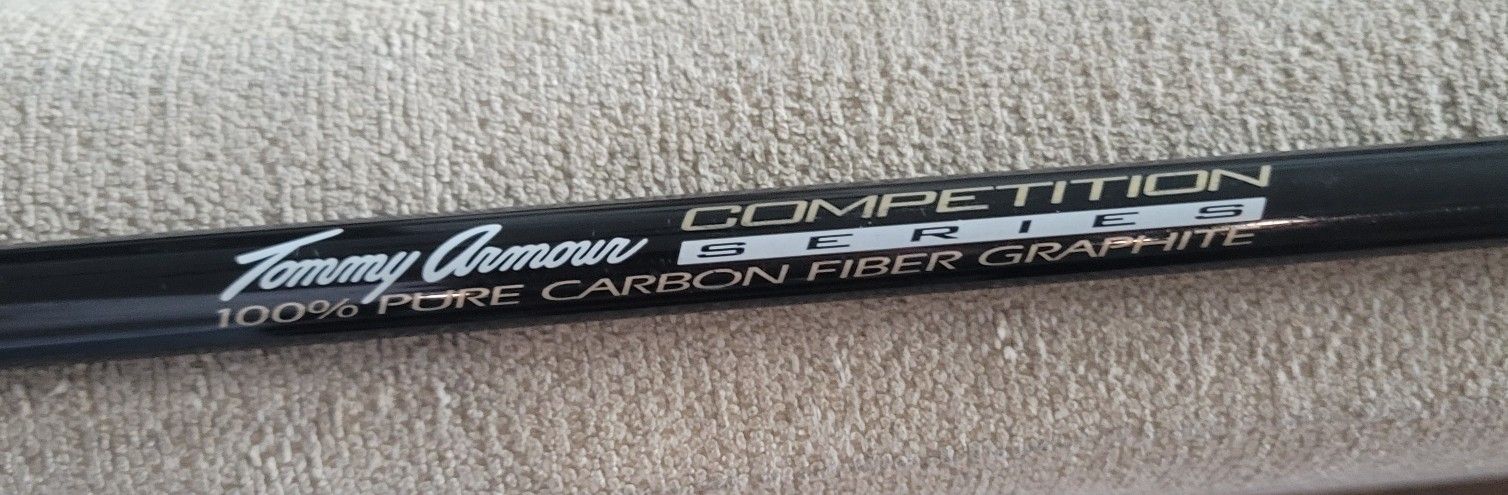 Tommy Armour COMPETITION
SERIES
100% PURE CARBON FIBER GRAPHITE